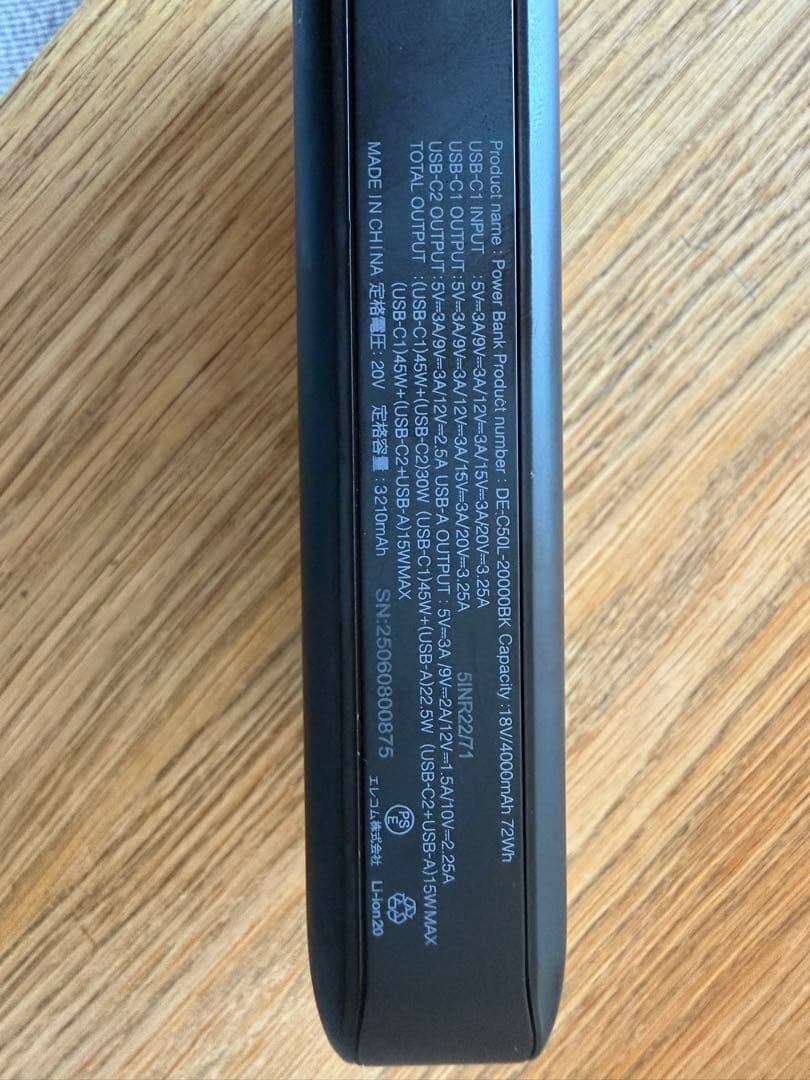 Product name : Power Bank Product number : DE-C50L-20000BK Capacity :18V/4000mAh 72Wh
USB-C1 INPUT :5V⎓3A/9V⎓3A/12V⎓3A/15V⎓3A/20V⎓3.25A
USB-C1 OUTPUT :5V⎓3A/9V⎓3A/12V⎓3A/15V⎓3A/20V⎓3.25A
5INR22/71
USB-C2 OUTPUT :5V⎓3A/9V⎓3A/12V⎓2.5A USB-A OUTPUT : 5V⎓3A /9V⎓2A/12V⎓1.5A/10V⎓2.25A
TOTAL OUTPUT :(USB-C1)45W+(USB-C2)30W (USB-C1)45W+(USB-A)22.5W (USB-C2+USB-A)15WMAX
(USB-C1)45W+(USB-C2+USB-A)15WMAX
MADE IN CHINA 定格電圧: 20V 定格容量 : 3210mAh
SN:25060800875
PS
E
エレコム株式会社 Li-ion20